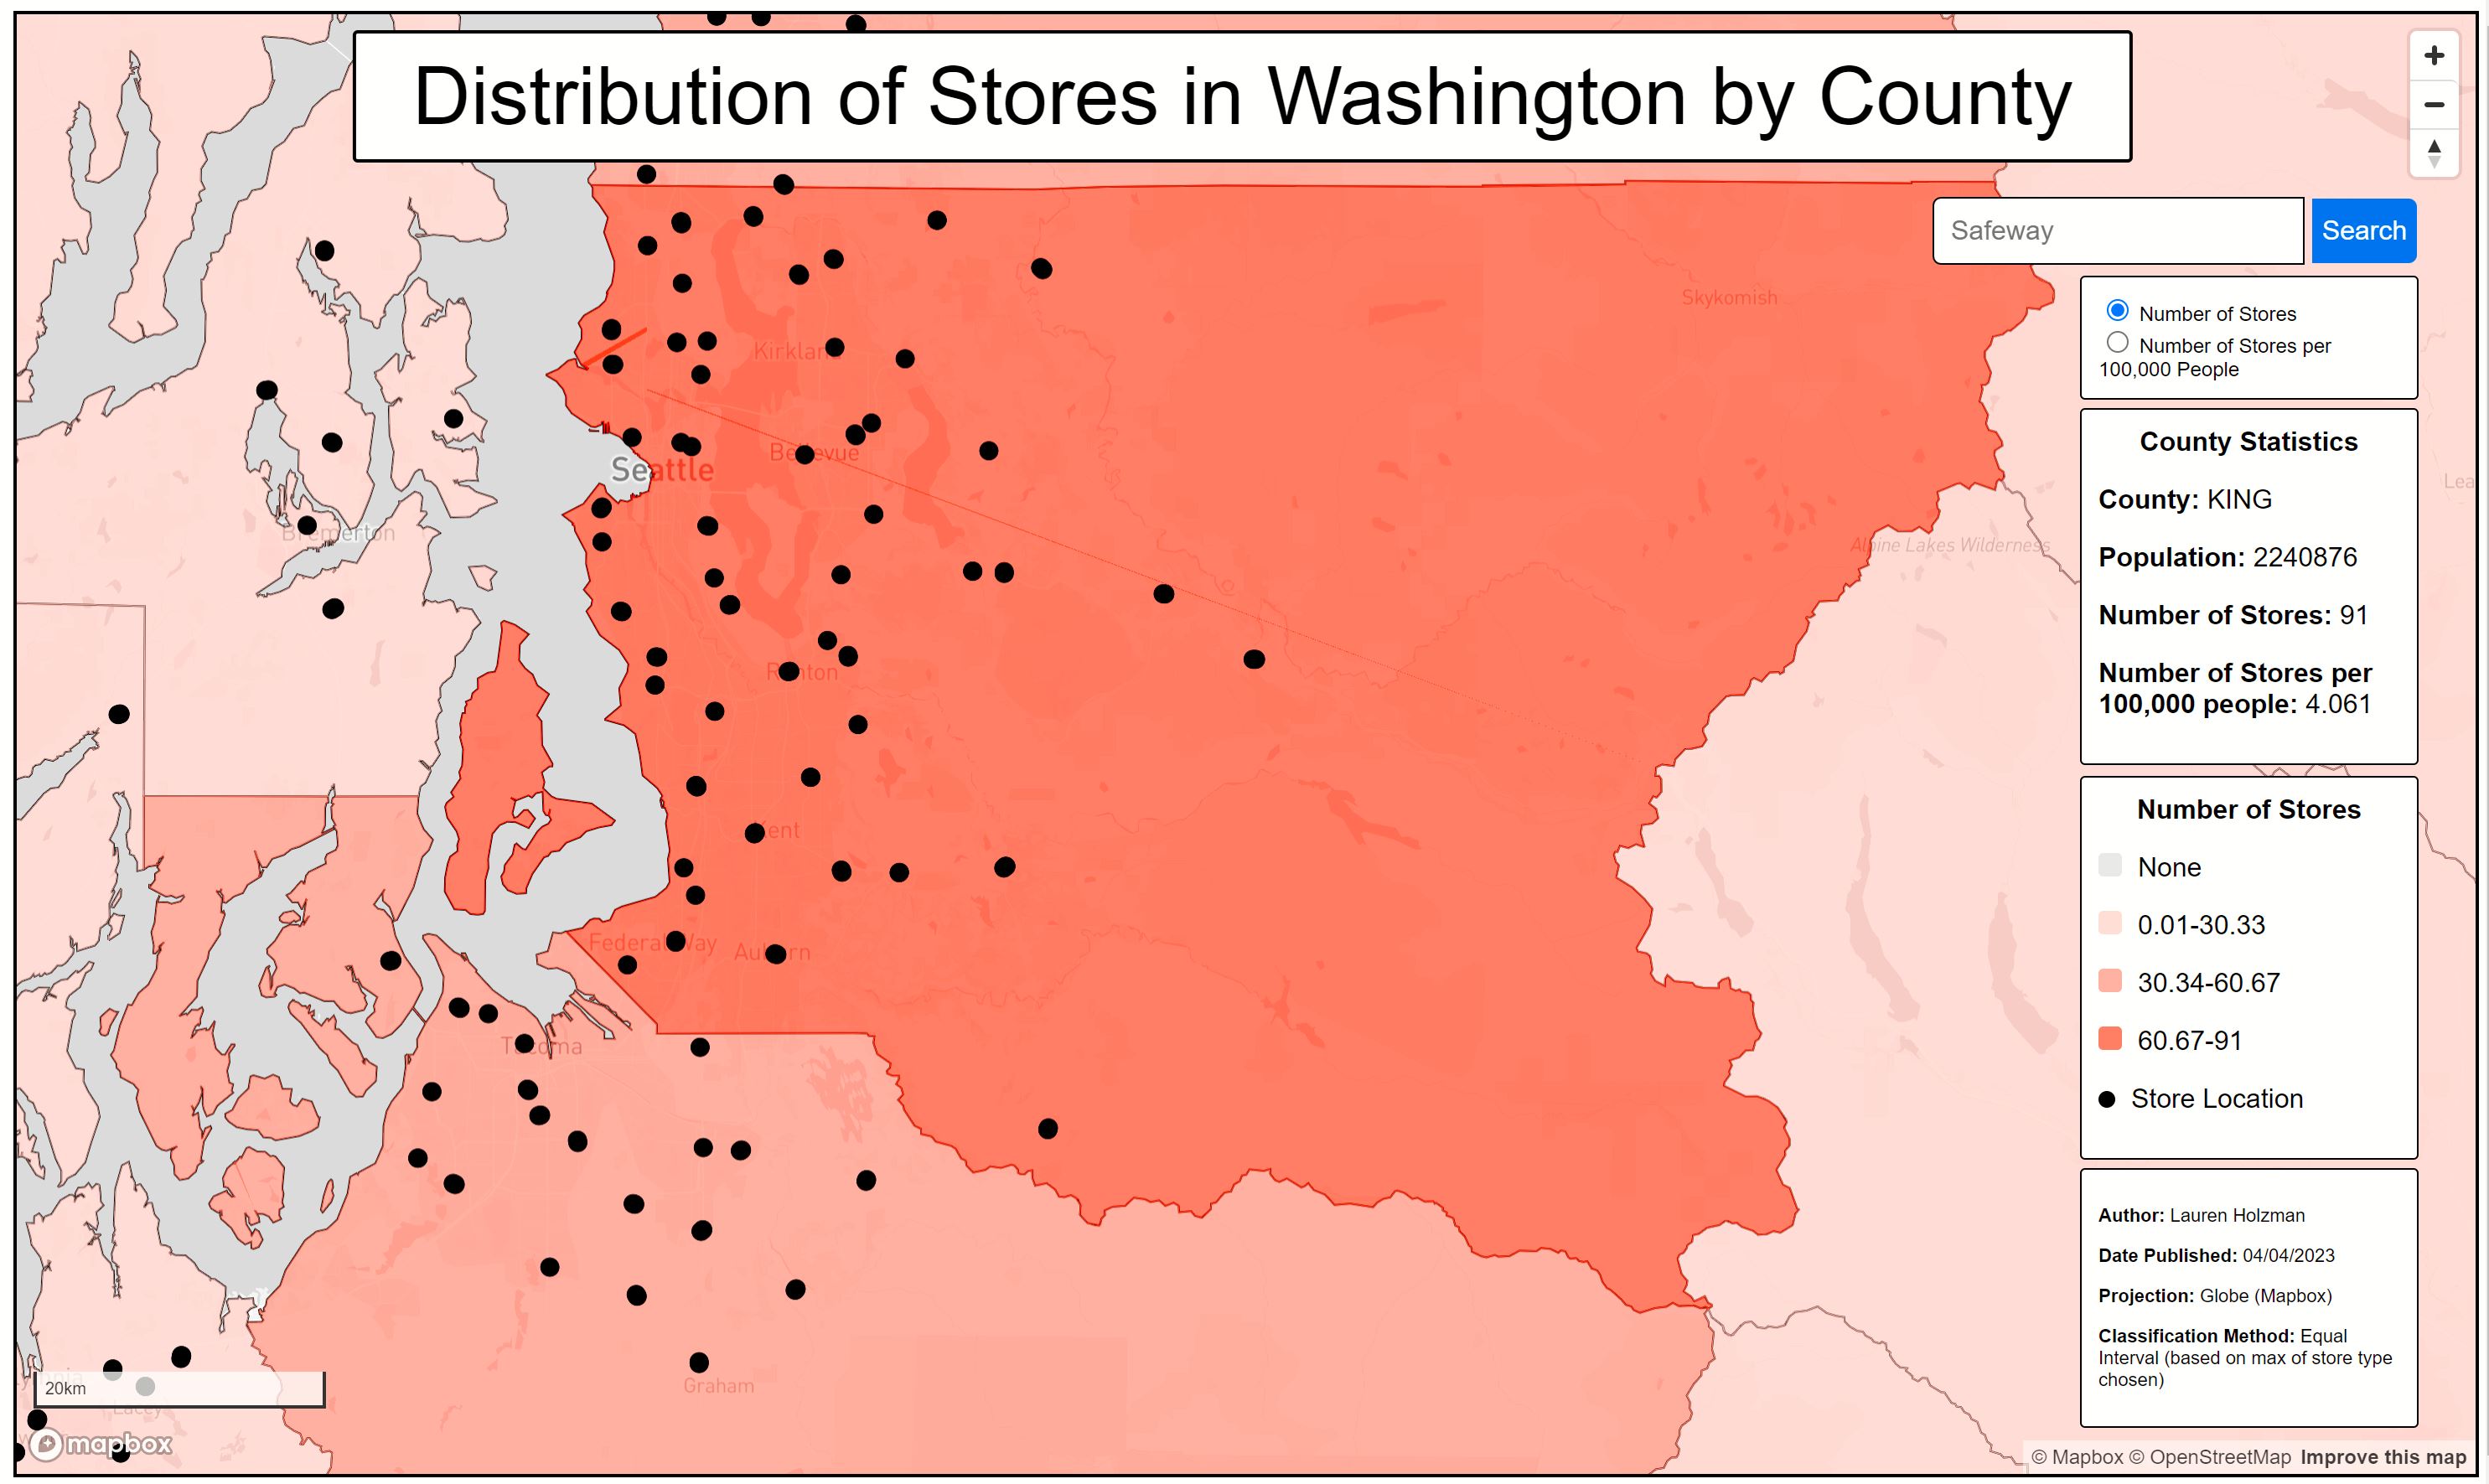 Distribution of Stores in Washington by County
+
−
Safeway
Search
Number of Stores
Number of Stores per
100,000 People
County Statistics
County: KING
Population: 2240876
Number of Stores: 91
Number of Stores per
100,000 people: 4.061
Number of Stores
None
0.01-30.33
30.34-60.67
60.67-91
Store Location
Author: Lauren Holzman
Date Published: 04/04/2023
Projection: Globe (Mapbox)
Classification Method: Equal
Interval (based on max of store type
chosen)
Skykomish
Kirkland
Bellevue
Seattle
Lea
Bremerton
Alpine Lakes Wilderness
Renton
Kent
Federal Way
Auburn
Tacoma
Graham
20km
Lacey
mapbox
© Mapbox © OpenStreetMap Improve this map